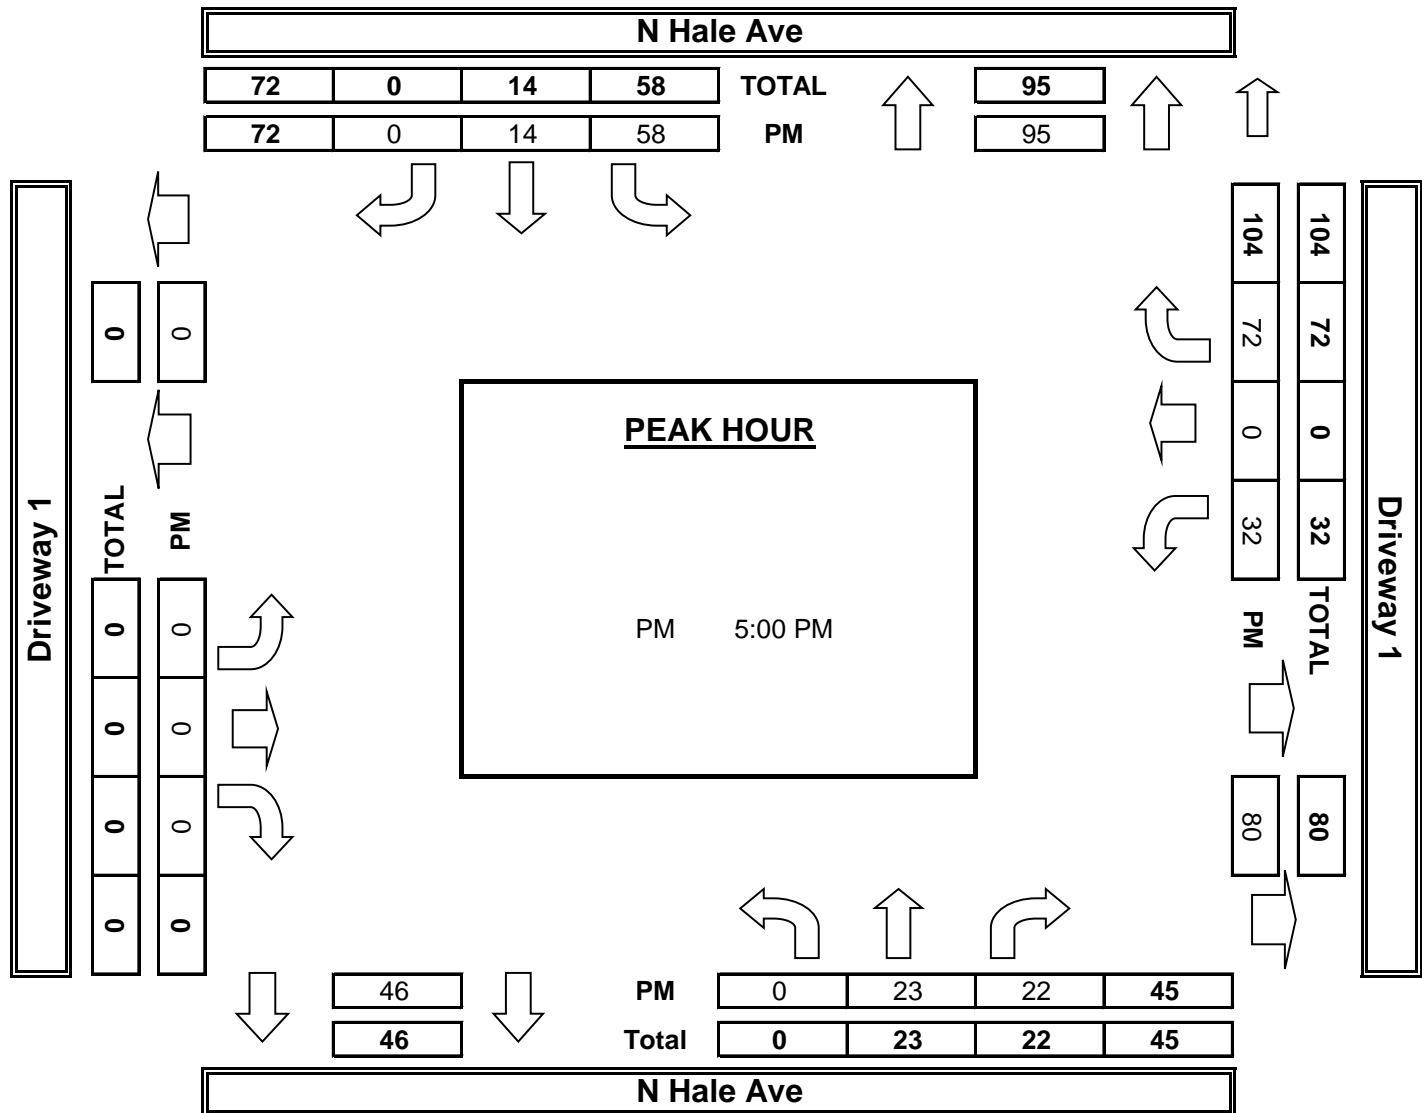 N Hale Ave
72 0 14 58 TOTAL 95
72 0 14 58 PM 95
Driveway 1
TOTAL 0
PM 0
0 0 0 0
0 0 0 0
PEAK HOUR
PM 5:00 PM
104 72 0 32 PM 80
104 72 0 32 TOTAL 80
Driveway 1
46 PM 0 23 22 45
46 Total 0 23 22 45
N Hale Ave